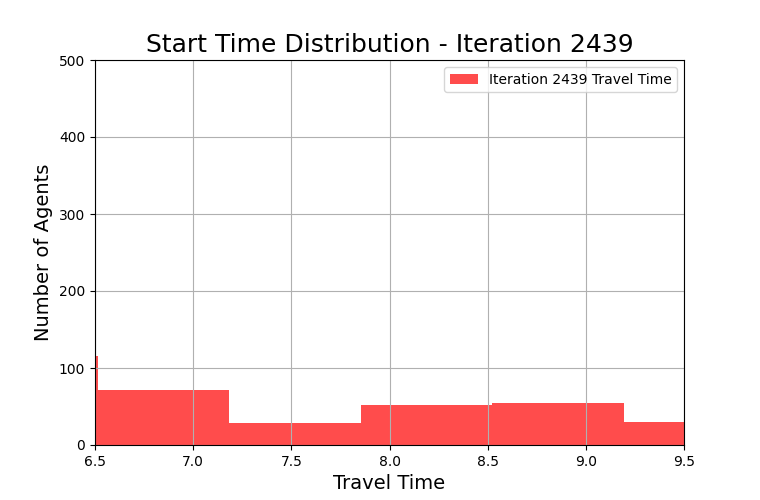 Start Time Distribution - Iteration 2439
Iteration 2439 Travel Time
Number of Agents
500
400
300
200
100
0
6.5 7.0 7.5 8.0 8.5 9.0 9.5
Travel Time